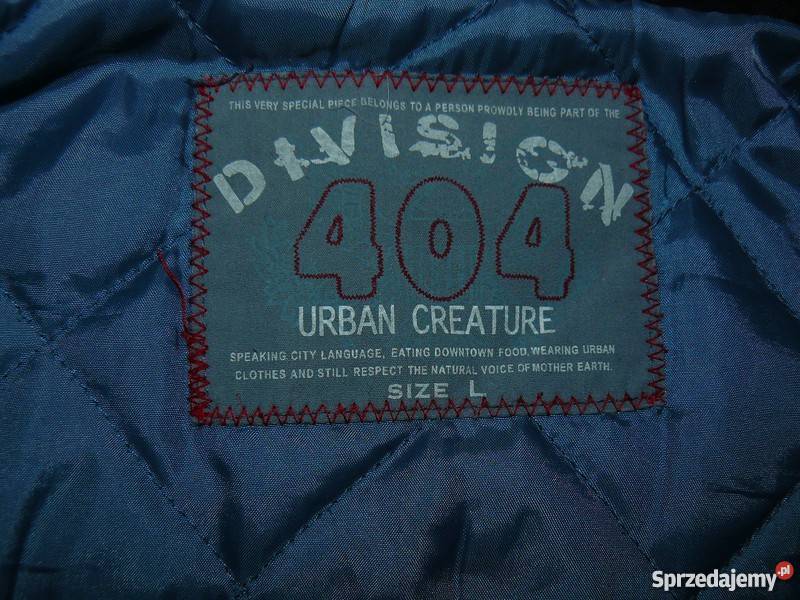 THIS VERY SPECIAL PIECE BELONGS TO A PERSON PROWDLY BEING PART OF THE
DIVISION
404
URBAN CREATURE
SPEAKING CITY LANGUAGE, EATING DOWNTOWN FOOD, WEARING URBAN
CLOTHES AND STILL RESPECT THE NATURAL VOICE OF MOTHER EARTH.
SIZE L
Sprzedajemy.pl